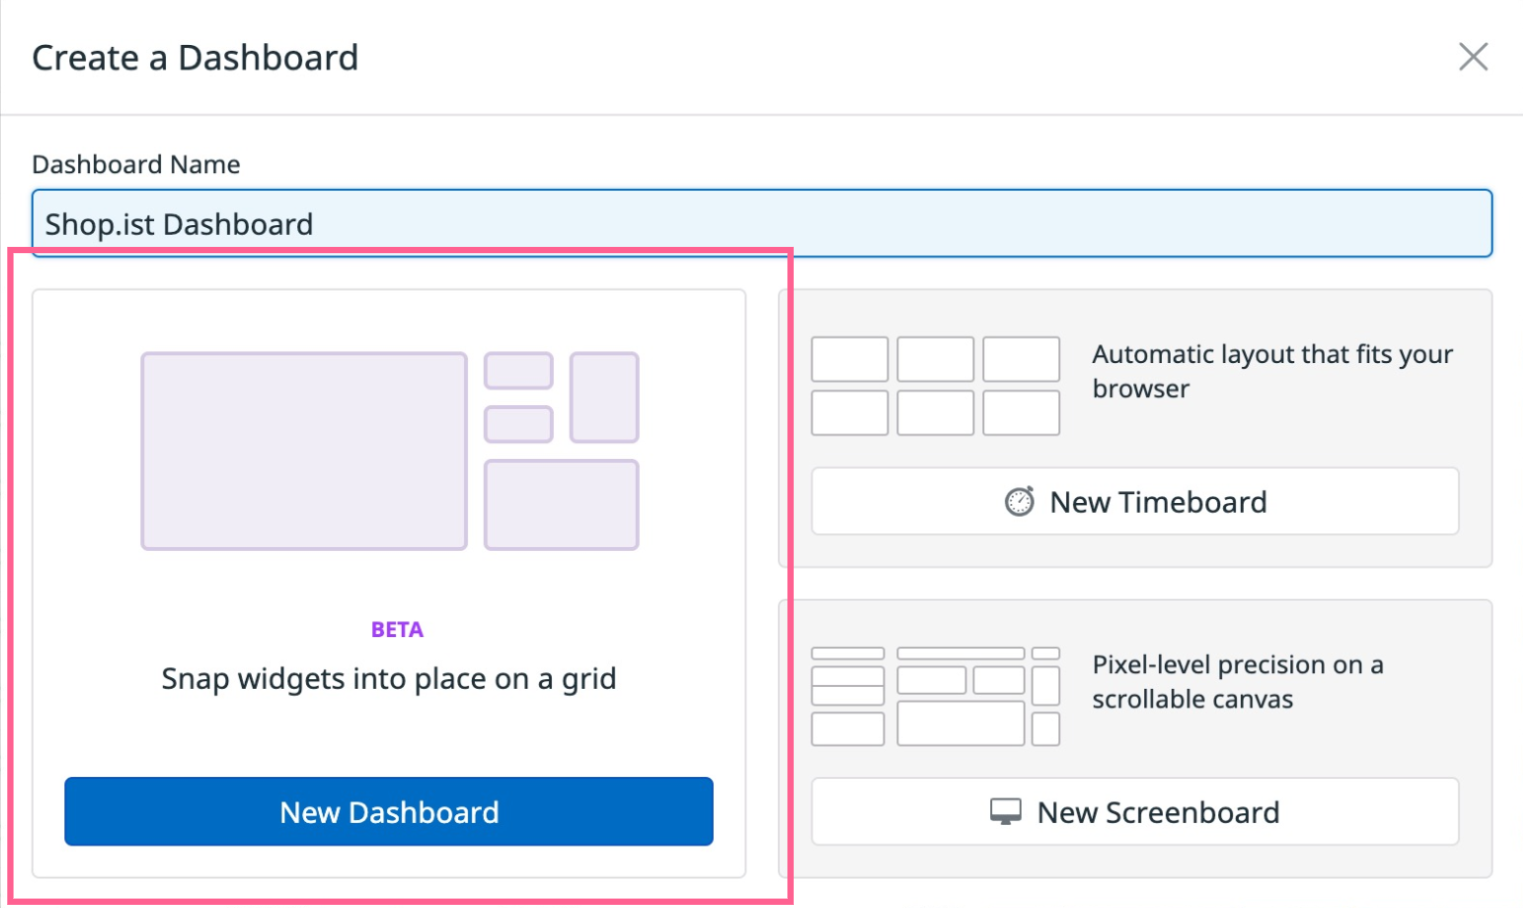 Create a Dashboard
Dashboard Name
Shop.ist Dashboard
BETA
Snap widgets into place on a grid
New Dashboard
Automatic layout that fits your
browser
New Timeboard
Pixel-level precision on a
scrollable canvas
New Screenboard